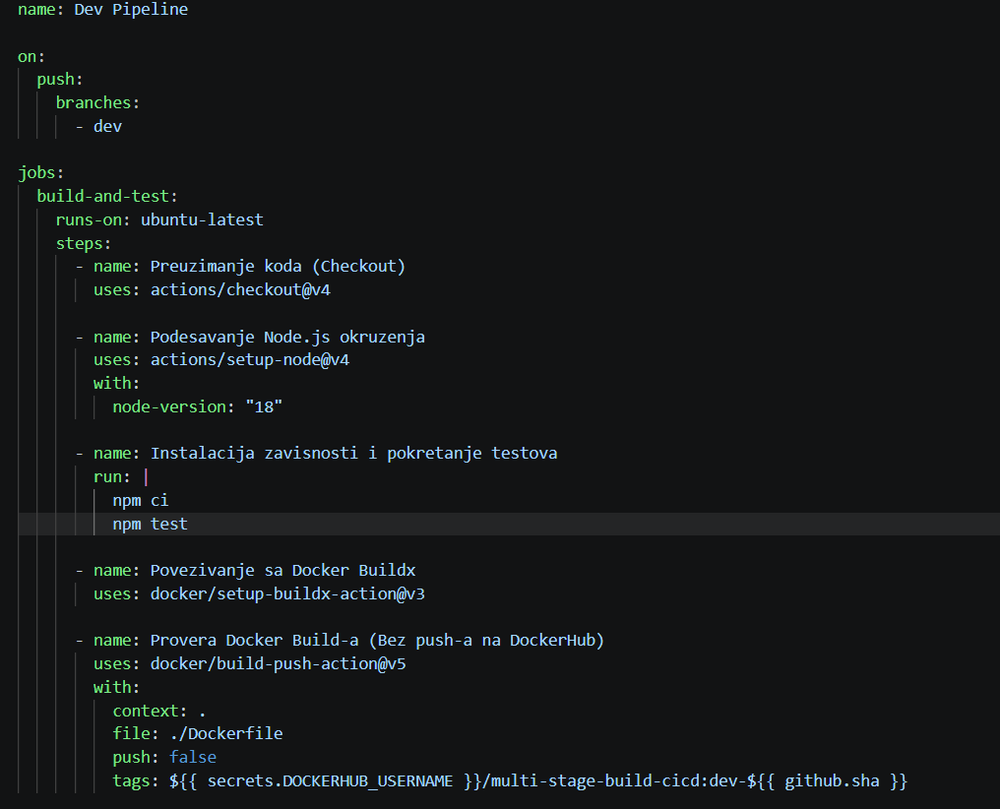 name: Dev Pipeline
on:
push:
branches:
- dev
jobs:
build-and-test:
runs-on: ubuntu-latest
steps:
- name: Preuzimanje koda (Checkout)
uses: actions/checkout@v4
- name: Podesavanje Node.js okruzenja
uses: actions/setup-node@v4
with:
node-version: "18"
- name: Instalacija zavisnosti i pokretanje testova
run: |
npm ci
npm test
- name: Povezivanje sa Docker Buildx
uses: docker/setup-buildx-action@v3
- name: Provera Docker Build-a (Bez push-a na DockerHub)
uses: docker/build-push-action@v5
with:
context: .
file: ./Dockerfile
push: false
tags: ${{ secrets.DOCKERHUB_USERNAME }}/multi-stage-build-cicd:dev-${{ github.sha }}